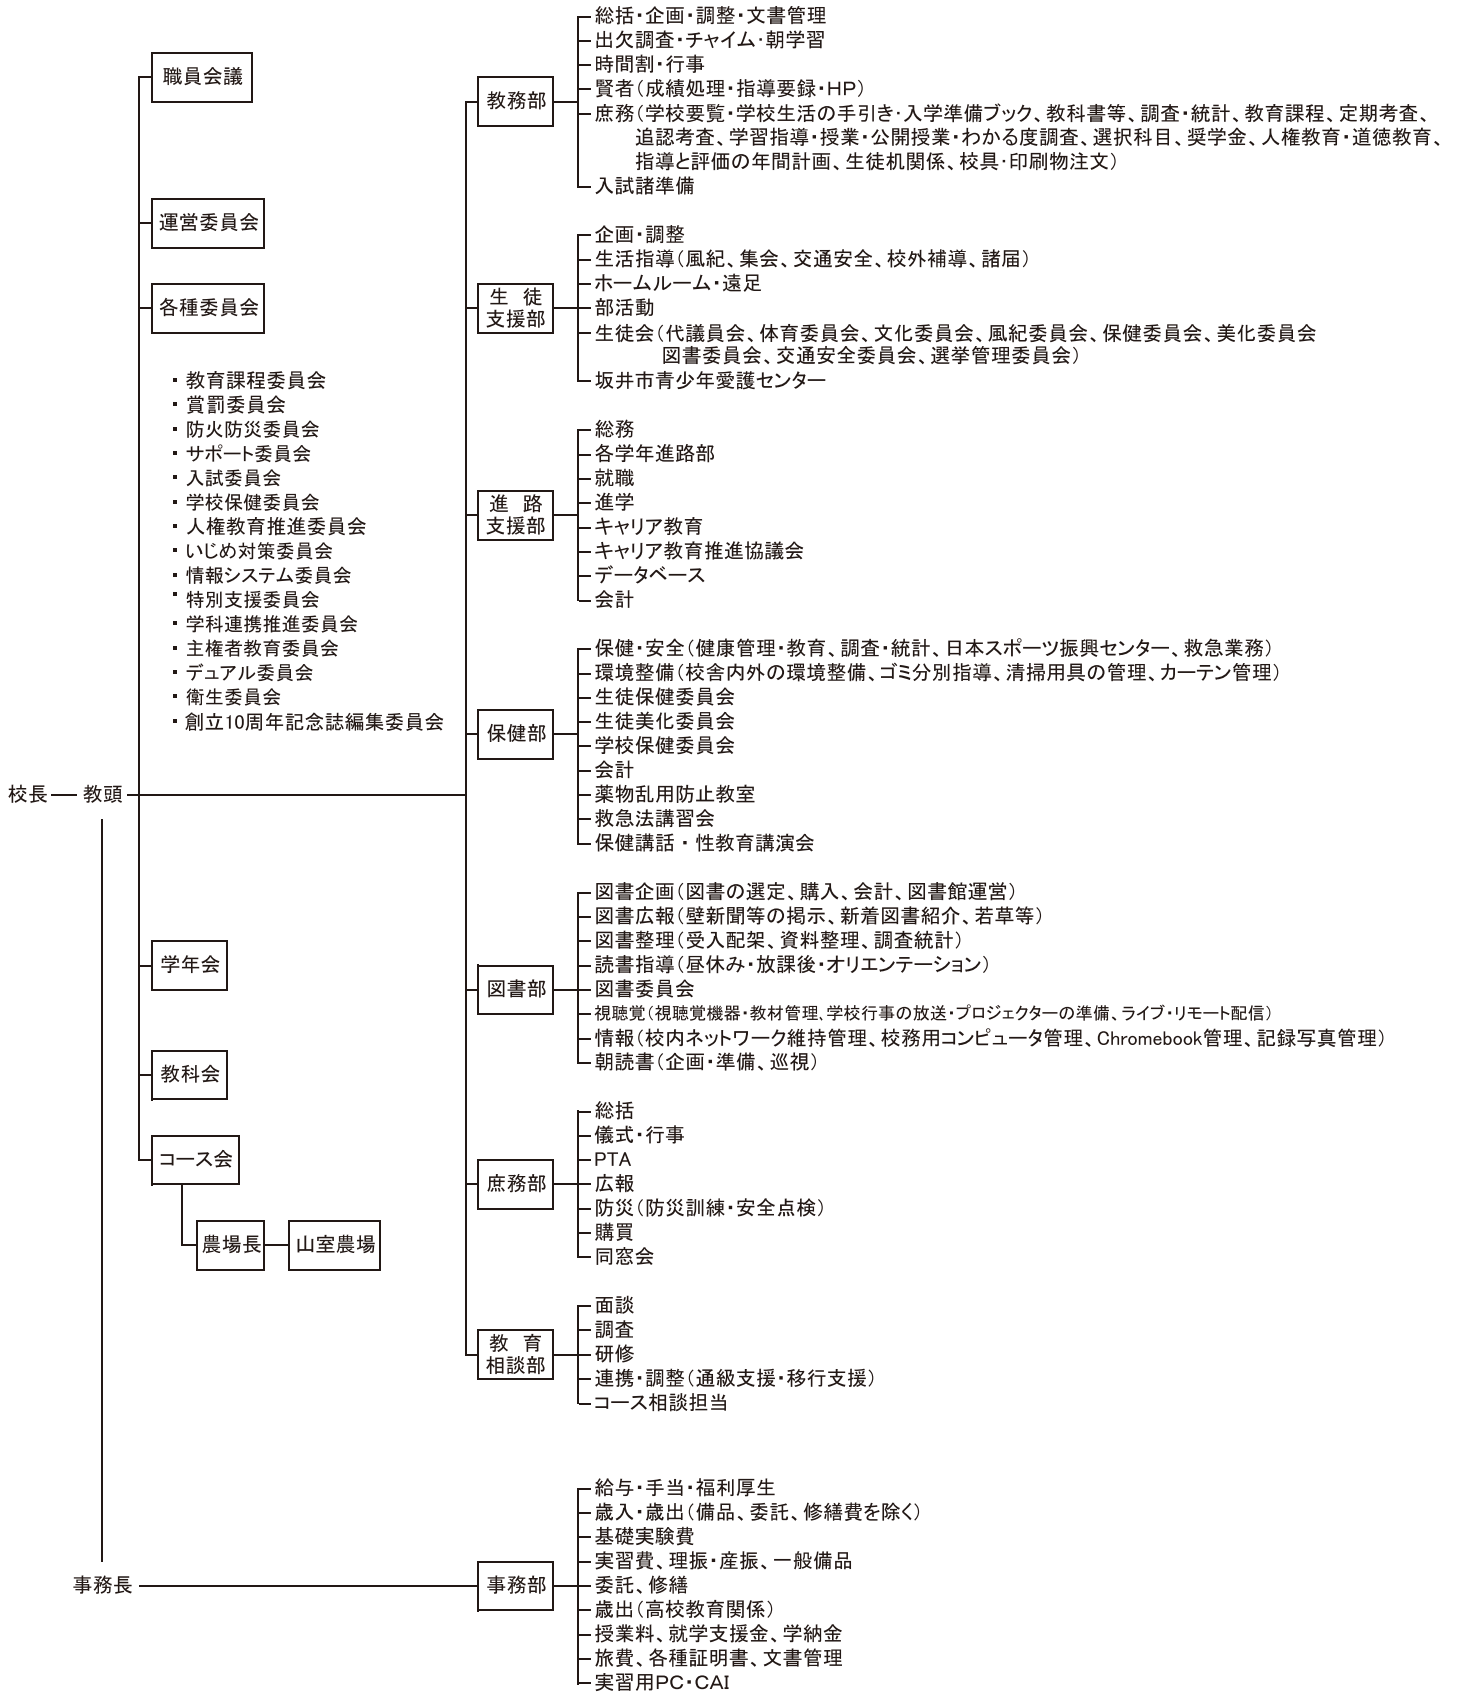 校長
教頭
事務長
職員会議
運営委員会
各種委員会
・教育課程委員会
・賞罰委員会
・防火防災委員会
・サポート委員会
・入試委員会
・学校保健委員会
・人権教育推進委員会
・いじめ対策委員会
・情報システム委員会
・特別支援委員会
・学科連携推進委員会
・主権者教育委員会
・デュアル委員会
・衛生委員会
・創立10周年記念誌編集委員会
学年会
教科会
コース会
農場長
山室農場
教務部
総括・企画・調整・文書管理
出欠調査・チャイム・朝学習
時間割・行事
賢者（成績処理・指導要録・HP）
庶務（学校要覧・学校生活の手引き・入学準備ブック、教科書等、調査・統計、教育課程、定期考査、
追認考査、学習指導・授業・公開授業・わかる度調査、選択科目、奨学金、人権教育・道徳教育、
指導と評価の年間計画、生徒机関係、校具・印刷物注文）
入試諸準備
生徒
支援部
企画・調整
生活指導（風紀、集会、交通安全、校外補導、諸届）
ホームルーム・遠足
部活動
生徒会（代議員会、体育委員会、文化委員会、風紀委員会、保健委員会、美化委員会
図書委員会、交通安全委員会、選挙管理委員会）
坂井市青少年愛護センター
進路
支援部
総務
各学年進路部
就職
進学
キャリア教育
キャリア教育推進協議会
データベース
会計
保健部
保健・安全（健康管理・教育、調査・統計、日本スポーツ振興センター、救急業務）
環境整備（校舎内外の環境整備、ゴミ分別指導、清掃用具の管理、カーテン管理）
生徒保健委員会
生徒美化委員会
学校保健委員会
会計
薬物乱用防止教室
救急法講習会
保健講話・性教育講演会
図書部
図書企画（図書の選定、購入、会計、図書館運営）
図書広報（壁新聞等の掲示、新着図書紹介、若草等）
図書整理（受入配架、資料整理、調査統計）
読書指導（昼休み・放課後・オリエンテーション）
図書委員会
視聴覚（視聴覚機器・教材管理、学校行事の放送・プロジェクターの準備、ライブ・リモート配信）
情報（校内ネットワーク維持管理、校務用コンピュータ管理、Chromebook管理、記録写真管理）
朝読書（企画・準備、巡視）
庶務部
総括
儀式・行事
PTA
広報
防災（防災訓練・安全点検）
購買
同窓会
教育
相談部
面談
調査
研修
連携・調整（通級支援・移行支援）
コース相談担当
事務部
給与・手当・福利厚生
歳入・歳出（備品、委託、修繕費を除く）
基礎実験費
実習費、理振・産振、一般備品
委託、修繕
歳出（高校教育関係）
授業料、就学支援金、学納金
旅費、各種証明書、文書管理
実習用PC・CAI